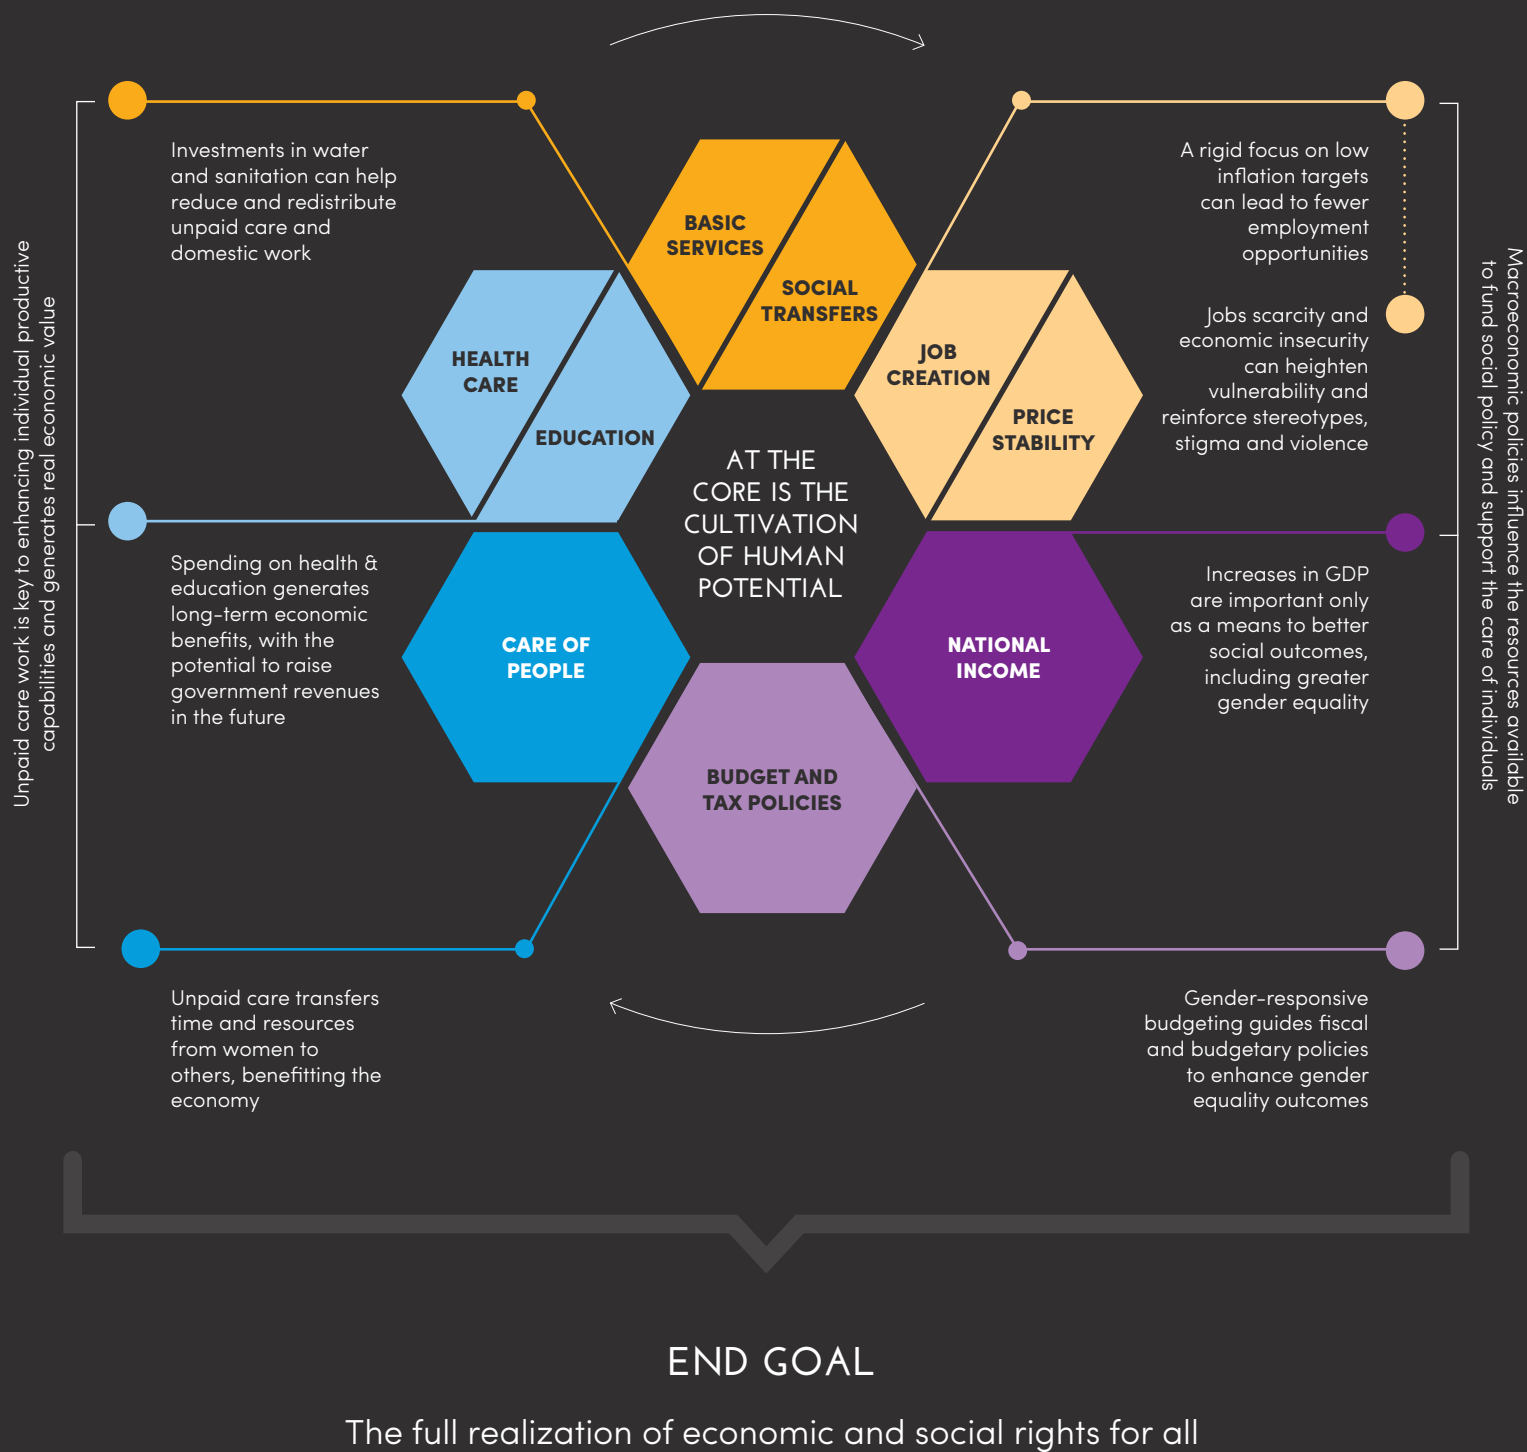 Unpaid care work is key to enhancing individual productive
capabilities and generates real economic value
Investments in water
and sanitation can help
reduce and redistribute
unpaid care and
domestic work
Spending on health &
education generates
long-term economic
benefits, with the
potential to raise
government revenues
in the future
Unpaid care transfers
time and resources
from women to
others, benefitting the
economy
BASIC
SERVICES
SOCIAL
TRANSFERS
HEALTH
CARE
EDUCATION
JOB
CREATION
PRICE
STABILITY
AT THE
CORE IS THE
CULTIVATION
OF HUMAN
POTENTIAL
CARE OF
PEOPLE
NATIONAL
INCOME
BUDGET AND
TAX POLICIES
A rigid focus on low
inflation targets
can lead to fewer
employment
opportunities
Jobs scarcity and
economic insecurity
can heighten
vulnerability and
reinforce stereotypes,
stigma and violence
Increases in GDP
are important only
as a means to better
social outcomes,
including greater
gender equality
Gender-responsive
budgeting guides fiscal
and budgetary policies
to enhance gender
equality outcomes
Macroeconomic policies influence the resources available
to fund social policy and support the care of individuals
END GOAL
The full realization of economic and social rights for all